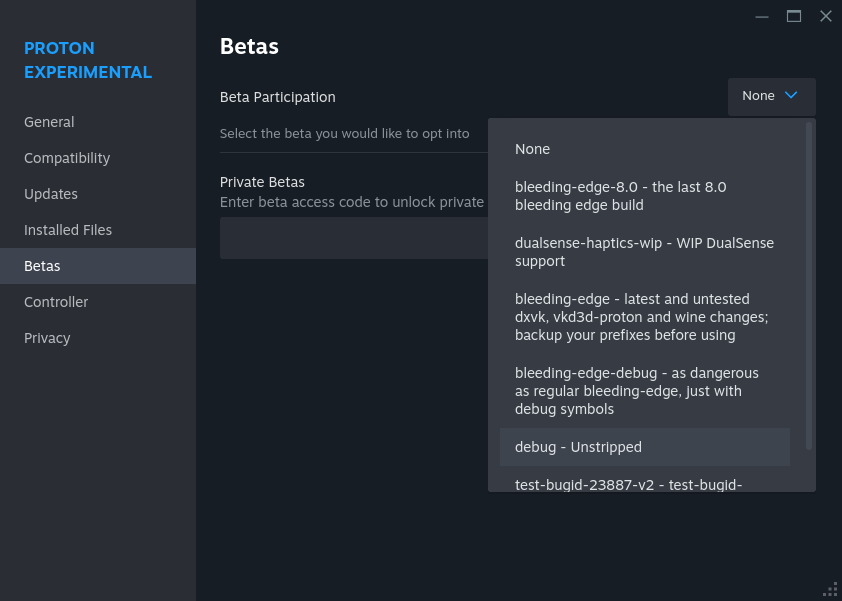 PROTON
EXPERIMENTAL
General
Compatibility
Updates
Installed Files
Betas
Controller
Privacy
Betas
Beta Participation
None
Select the beta you would like to opt into
Private Betas
Enter beta access code to unlock private
None
bleeding-edge-8.0 - the last 8.0
bleeding edge build
dualsense-haptics-wip - WIP DualSense
support
bleeding-edge - latest and untested
dxvk, vkd3d-proton and wine changes;
backup your prefixes before using
bleeding-edge-debug - as dangerous
as regular bleeding-edge, just with
debug symbols
debug - Unstripped
test-bugid-23887-v2 - test-bugid-